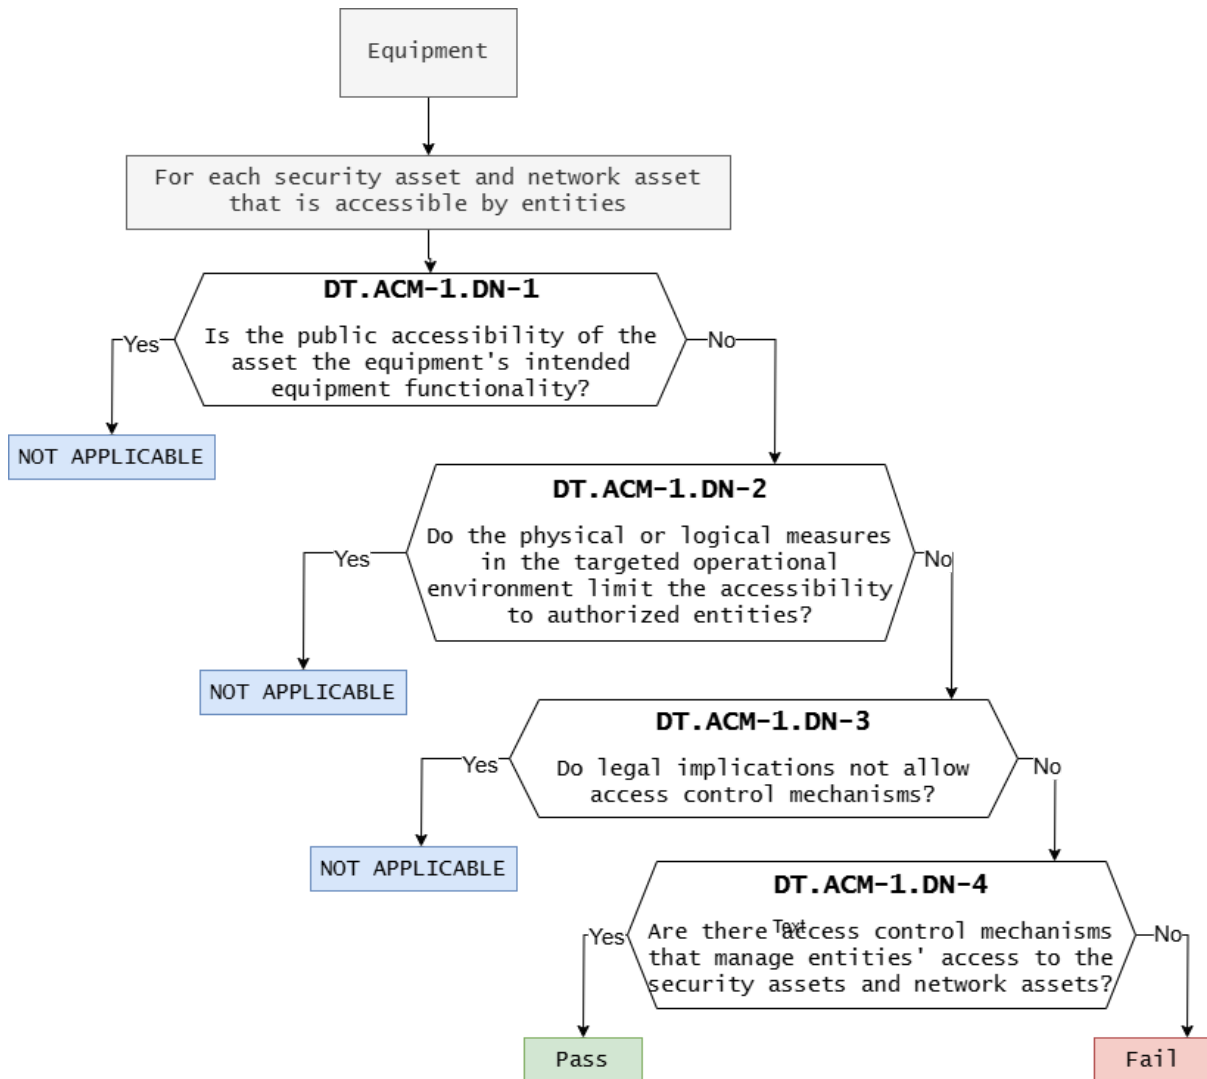 Equipment
For each security asset and network asset
that is accessible by entities
DT.ACM-1.DN-1
Is the public accessibility of the
asset the equipment's intended
equipment functionality?
Yes
No
NOT APPLICABLE
DT.ACM-1.DN-2
Do the physical or logical measures
in the targeted operational
environment limit the accessibility
to authorized entities?
Yes
No
NOT APPLICABLE
DT.ACM-1.DN-3
Do legal implications not allow
access control mechanisms?
Yes
No
NOT APPLICABLE
DT.ACM-1.DN-4
Text
Are there access control mechanisms
that manage entities' access to the
security assets and network assets?
Yes
No
Pass
Fail